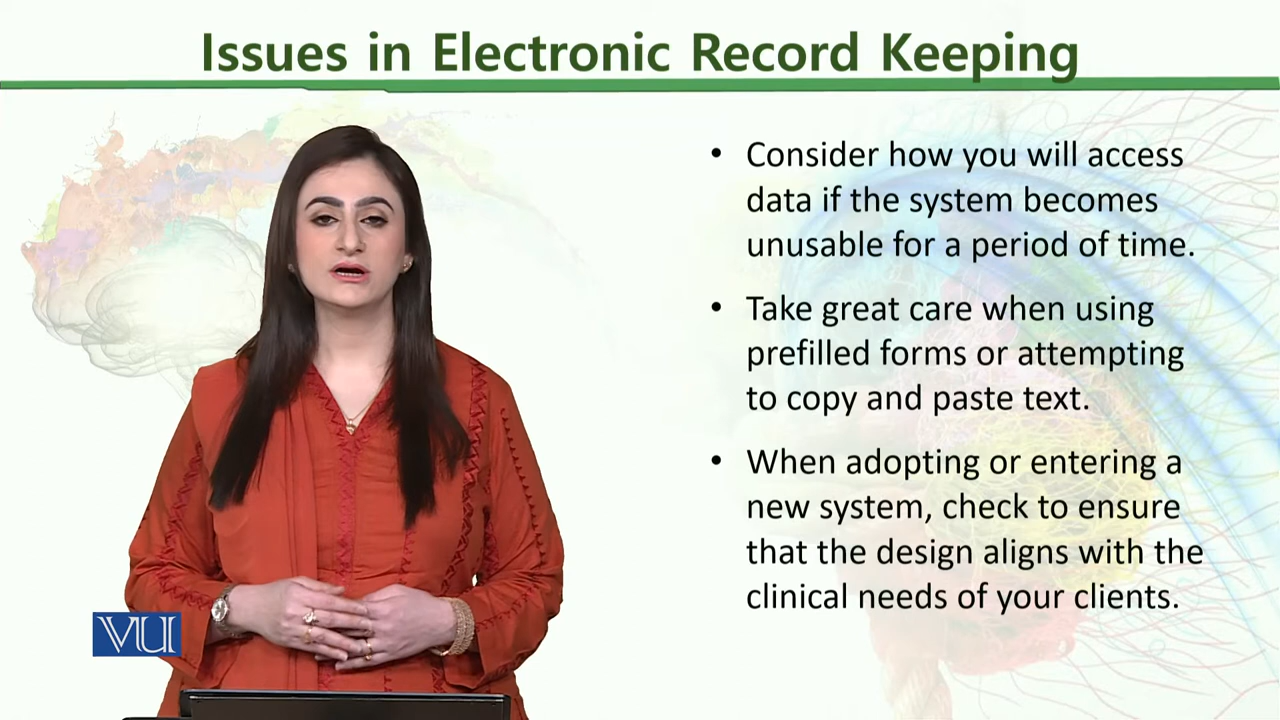 Issues in Electronic Record Keeping
• Consider how you will access
data if the system becomes
unusable for a period of time.
• Take great care when using
prefilled forms or attempting
to copy and paste text.
• When adopting or entering a
new system, check to ensure
that the design aligns with the
clinical needs of your clients.
VU